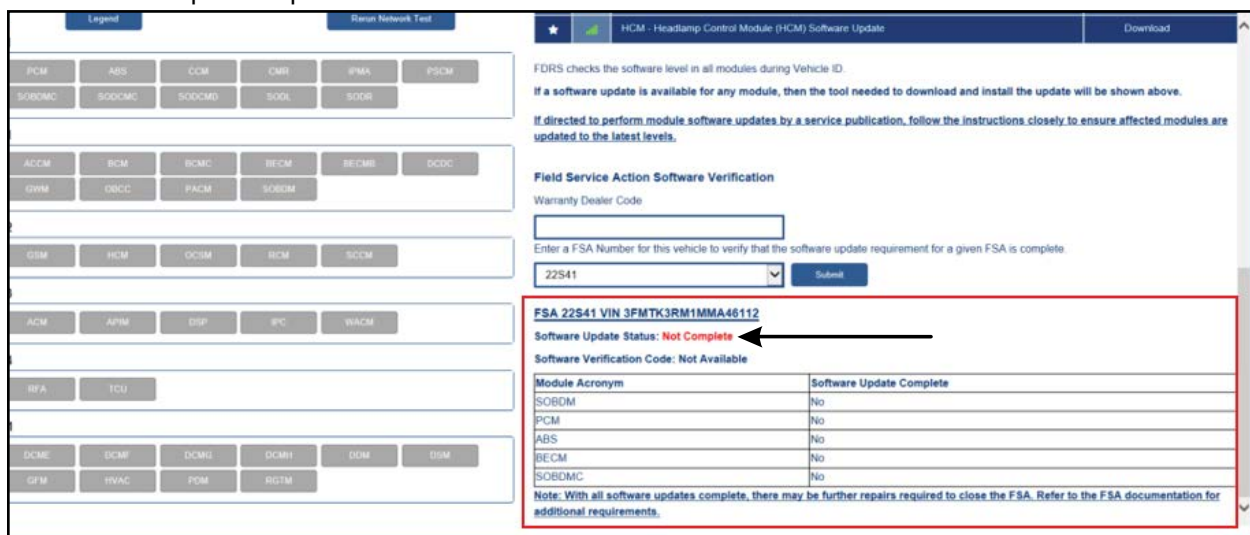 Legend
Rerun Network Test
PCM ABS CCM CMR IPMA PSCM
SOBDMC SODCMC SODCMD SODL SODR
ACCM BCM BCMC BECM BECMB DCDC
GWM OBCC PACM SOBDM
GSM HCM OCSM RCM SCCM
ACM APIM DSP IPC WACM
RFA TCU
DCME DCMF DCMG DCMH DDM DSM
GFM HVAC PDM RGTM
HCM - Headlamp Control Module (HCM) Software Update Download
FDRS checks the software level in all modules during Vehicle ID.
If a software update is available for any module, then the tool needed to download and install the update will be shown above.
If directed to perform module software updates by a service publication, follow the instructions closely to ensure affected modules are
updated to the latest levels.
Field Service Action Software Verification
Warranty Dealer Code
Enter a FSA Number for this vehicle to verify that the software update requirement for a given FSA is complete.
22S41 Submit
FSA 22S41 VIN 3FMTK3RM1MMA46112
Software Update Status: Not Complete
Software Verification Code: Not Available
Module Acronym Software Update Complete
SOBDM No
PCM No
ABS No
BECM No
SOBDMC No
Note: With all software updates complete, there may be further repairs required to close the FSA. Refer to the FSA documentation for
additional requirements.